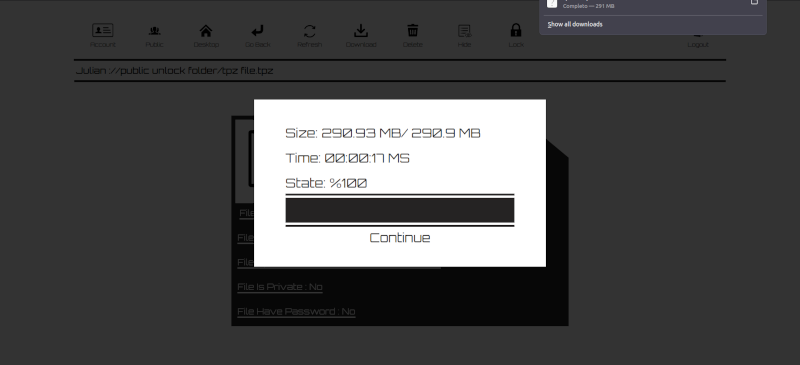 Complete — 291 MB
Show all downloads
Account
Public
Desktop
Go Back
Refresh
Download
Delete
Hide
Lock
Logout
Julian://public unlock folder/tpz file.tpz
Size: 290.93 MB/ 290.9 MB
Time: 00:00:17 MS
State: %100
Continue
File
File
File
File Is Private : No
File Have Password : No